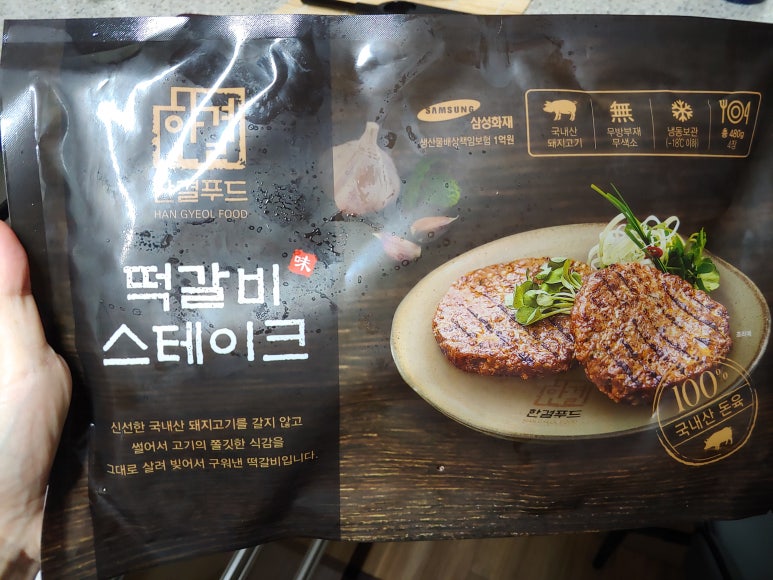 한결
한결푸드
HAN GYEOL FOOD
味
떡갈비
스테이크
신선한 국내산 돼지고기를 갈지 않고
썰어서 고기의 쫄깃한 식감을
그대로 살려 빚어서 구워낸 떡갈비입니다.
SAMSUNG
삼성화재
생산물배상책임보험 1억원
국내산
돼지고기
無
무방부제
무색소
냉동보관
(-18℃ 이하)
총 480g
4장
조리예
한결푸드
100%
국내산 돈육